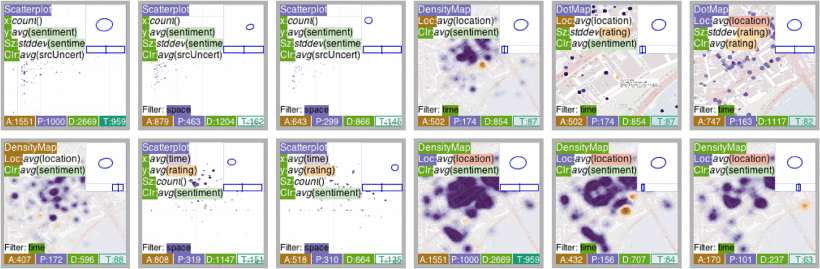 Scatterplot
x: count()
y: avg(sentiment)
Sz: stddev(sentime
Clr: avg(srcUncert)
A:1551 P:1000 D:2669 T:959
Scatterplot
x: count()
y: avg(sentiment)
Sz: stddev(sentime
Clr: avg(srcUncert)
Filter: space
A:879 P:463 D:1204 T:162
Scatterplot
x: count()
y: avg(sentiment)
Sz: stddev(sentime
Clr: avg(srcUncert)
Filter: space
A:643 P:299 D:866 T:145
DensityMap
Loc: avg(location)
Clr: avg(sentiment)
Filter: time
A:502 P:174 D:854 T:87
DotMap
Loc: avg(location)
Sz: stddev(rating)
Clr: avg(sentiment)
Filter: time
A:502 P:174 D:854 T:87
DotMap
Loc: avg(location)
Sz: stddev(rating)
Clr: avg(rating)
Filter: time
A:747 P:163 D:1117 T:82
DensityMap
Loc: avg(location)
Clr: avg(sentiment)
Filter: time
A:407 P:172 D:596 T:88
Scatterplot
x: avg(time)
y: avg(rating)
Sz: count()
Clr: avg(sentiment)
Filter: space
A:808 P:319 D:1147 T:151
Scatterplot
x: avg(time)
y: avg(rating)
Sz: count()
Clr: avg(sentiment)
Filter: space
A:518 P:310 D:664
DensityMap
Loc: avg(location)
Clr: avg(sentiment)
A:1551 P:1000 D:2669 T:959
DensityMap
Loc: avg(location)
Clr: avg(sentiment)
Filter: time
A:432 P:156 D:707 T:84
DensityMap
Loc: avg(location)
Clr: avg(sentiment)
Filter: time
A:170 P:101 D:237 T:63